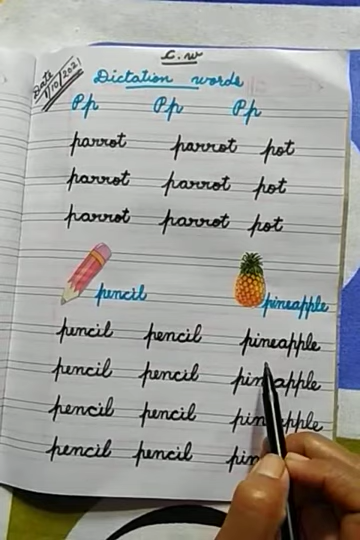 C.W
Date 1/10/2021
Dictation words
Pp Pp Pp
parrot parrot pot
parrot parrot pot
parrot parrot pot
pencil pineapple
pencil pencil pineapple
pencil pencil pineapple
pencil pencil pineapple
pencil pencil